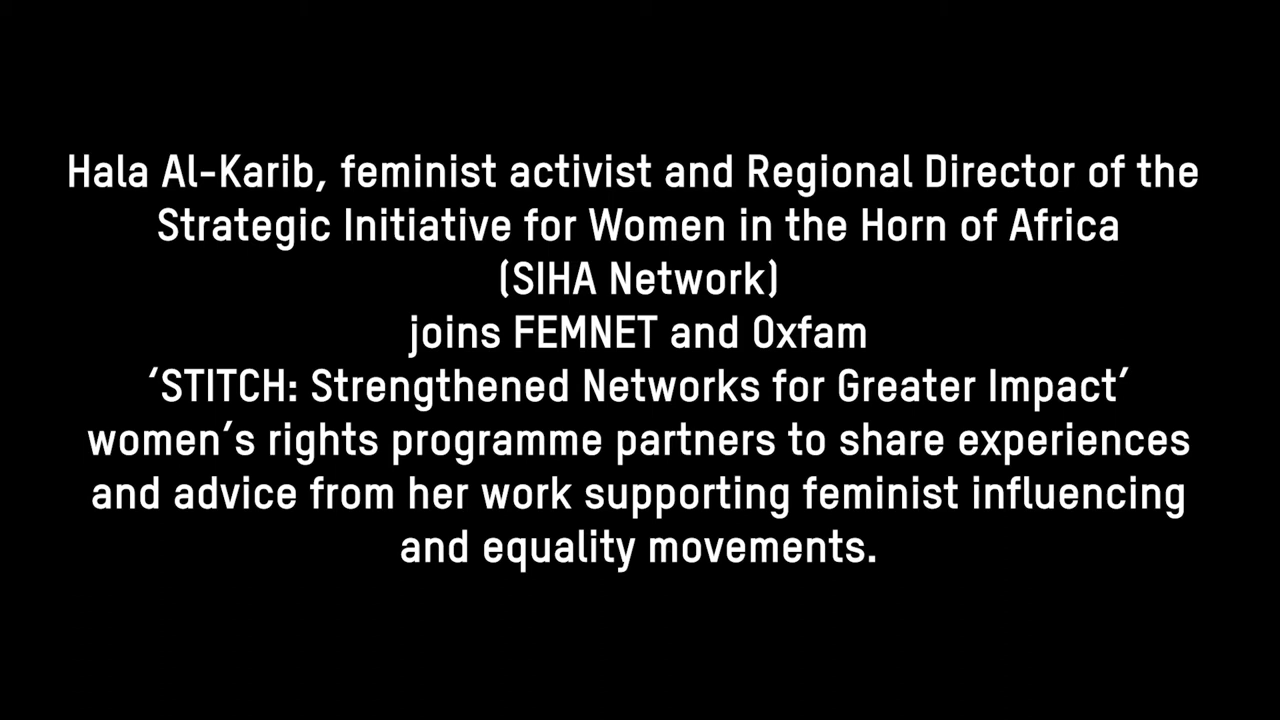 Hala Al-Karib, feminist activist and Regional Director of the
Strategic Initiative for Women in the Horn of Africa
(SIHA Network)
joins FEMNET and Oxfam
‘STITCH: Strengthened Networks for Greater Impact’
women’s rights programme partners to share experiences
and advice from her work supporting feminist influencing
and equality movements.